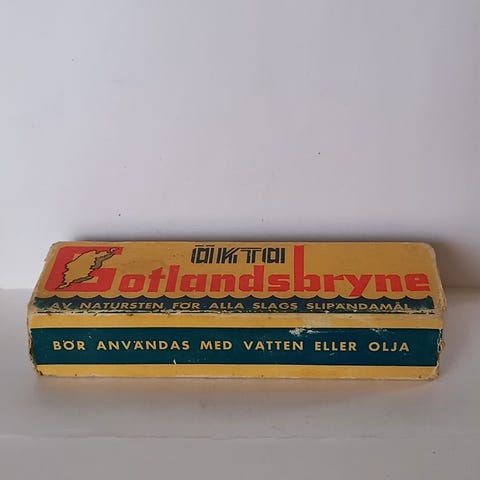 äKTA
Gotlandsbryne
AV NATURSTEN FÖR ALLA SLAGS SLIPÄNDAMÅL
BÖR ANVÄNDAS MED VATTEN ELLER OLJA